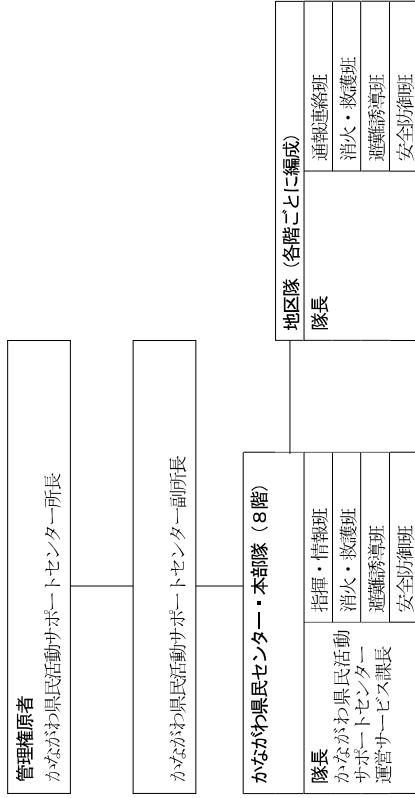 管理権原者
かながわ県民活動サポートセンター所長
かながわ県民活動サポートセンター副所長
かながわ県民センター・本部隊（８階）
隊長
かながわ県民活動
サポートセンター
運営サービス課長
指揮・情報班
消火・救護班
避難誘導班
安全防御班
地区隊（各階ごとに編成）
隊長
通報連絡班
消火・救護班
避難誘導班
安全防御班